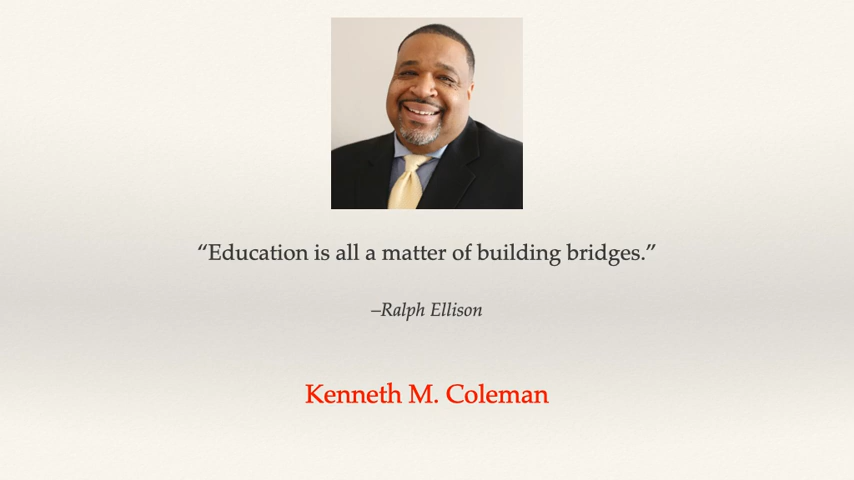 “Education is all a matter of building bridges.”
–Ralph Ellison
Kenneth M. Coleman